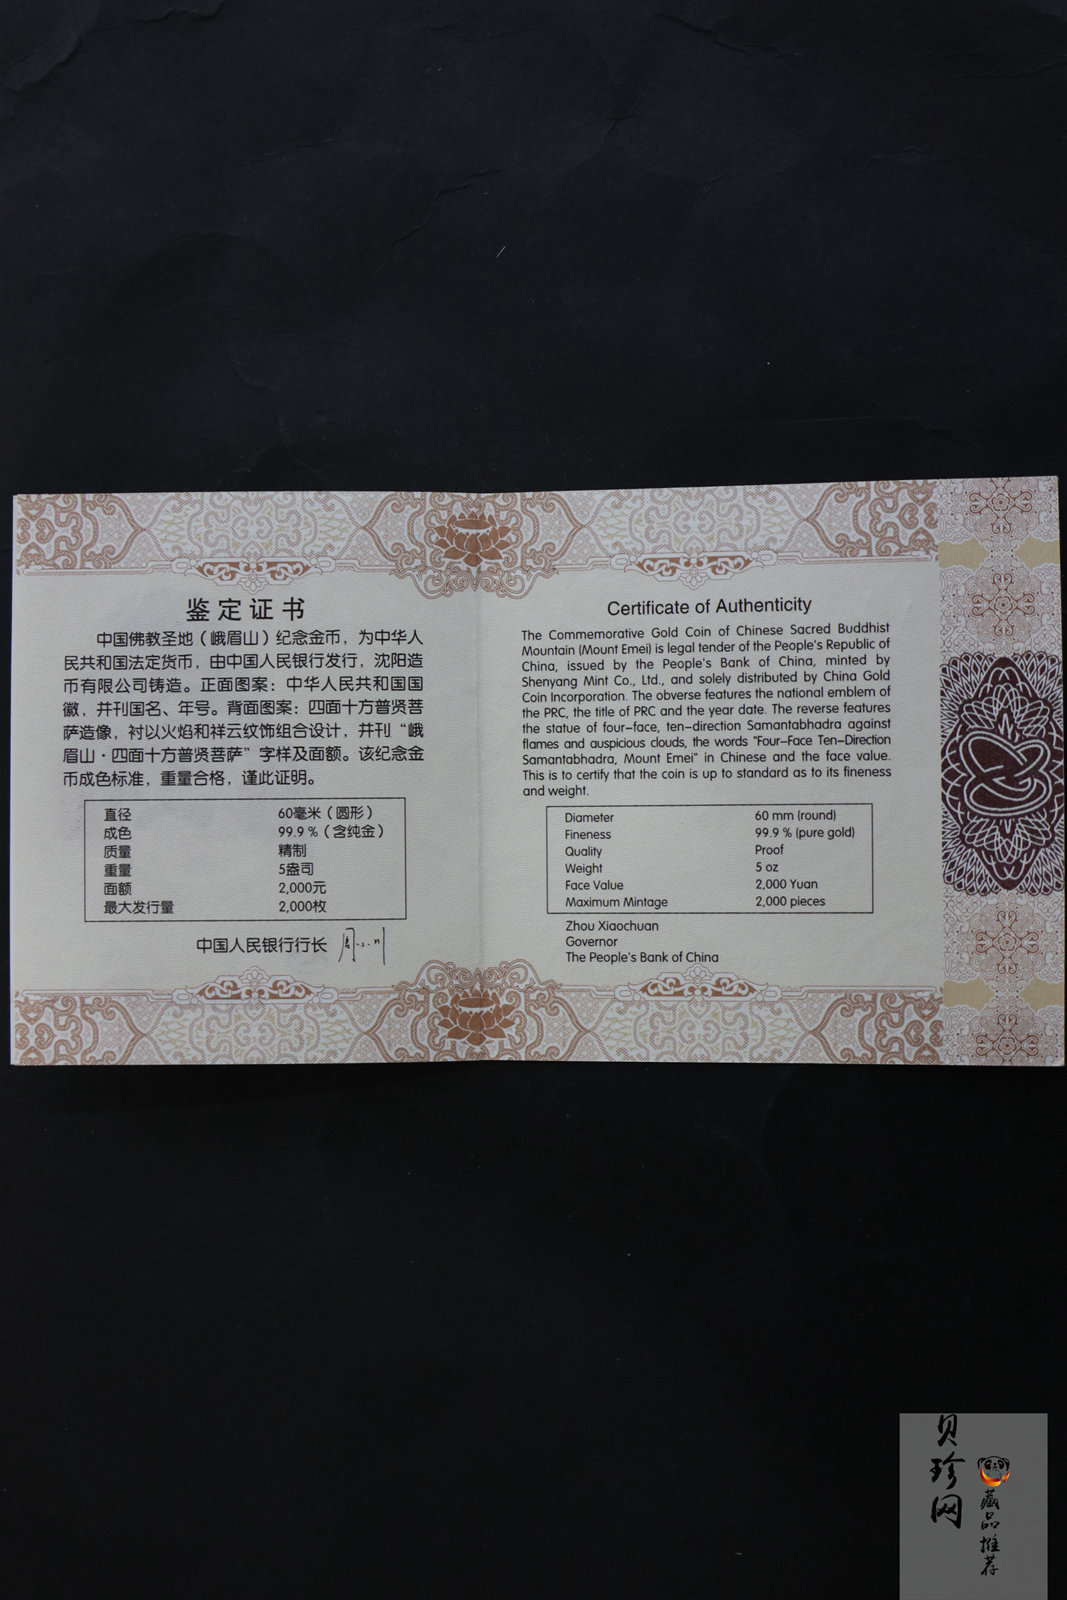 鉴定证书
中国佛教圣地（峨眉山）纪念金币，为中华人
民共和国法定货币，由中国人民银行发行，沈阳造
币有限公司铸造。正面图案：中华人民共和国国
徽，并刊国名、年号。背面图案：四面十方普贤菩
萨造像，衬以火焰和祥云纹饰组合设计，并刊“峨
眉山·四面十方普贤菩萨”字样及面额。该纪念金
币成色标准，重量合格，谨此证明。
直径 60毫米（圆形）
成色 99.9 %（含纯金）
质量 精制
重量 5盎司
面额 2,000元
最大发行量 2,000枚
中国人民银行行长
Certificate of Authenticity
The Commemorative Gold Coin of Chinese Sacred Buddhist
Mountain (Mount Emei) is legal tender of the People's Republic of
China, issued by the People's Bank of China, minted by
Shenyang Mint Co., Ltd., and solely distributed by China Gold
Coin Incorporation. The obverse features the national emblem of
the PRC, the title of PRC and the year date. The reverse features
the statue of four-face, ten-direction Samantabhadra against
flames and auspicious clouds, the words "Four-Face Ten-Direction
Samantabhadra, Mount Emei" in Chinese and the face value.
This is to certify that the coin is up to standard as to its fineness
and weight.
Diameter 60 mm (round)
Fineness 99.9 % (pure gold)
Quality Proof
Weight 5 oz
Face Value 2,000 Yuan
Maximum Mintage 2,000 pieces
Zhou Xiaochuan
Governor
The People's Bank of China
贝珍网
藏品推荐